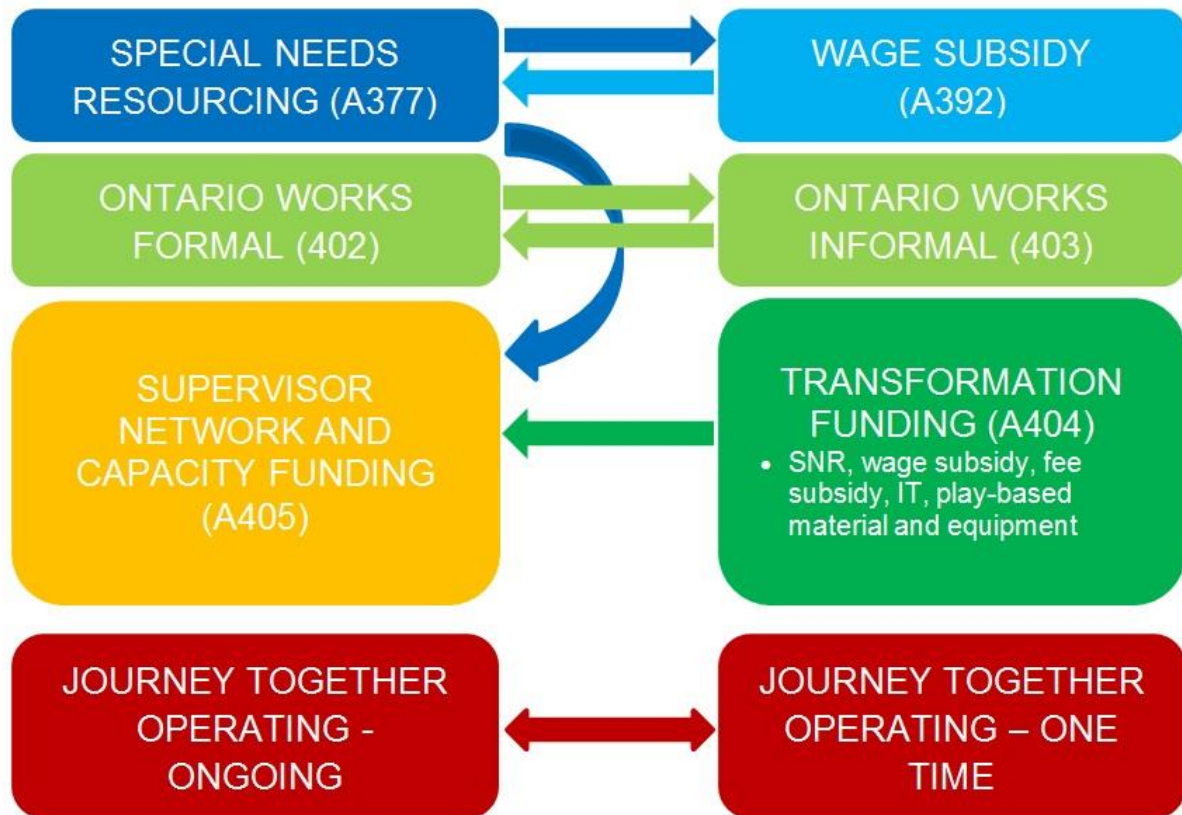 SPECIAL NEEDS
RESOURCING (A377)
WAGE SUBSIDY
(A392)
ONTARIO WORKS
FORMAL (402)
ONTARIO WORKS
INFORMAL (403)
SUPERVISOR
NETWORK AND
CAPACITY FUNDING
(A405)
TRANSFORMATION
FUNDING (A404)
• SNR, wage subsidy, fee
subsidy, IT, play-based
material and equipment
JOURNEY TOGETHER
OPERATING -
ONGOING
JOURNEY TOGETHER
OPERATING – ONE
TIME